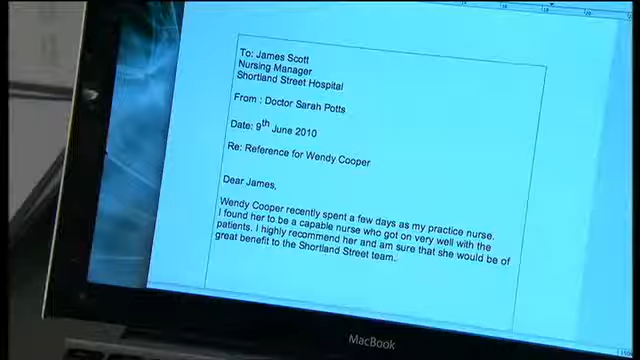 To: James Scott
Nursing Manager
Shortland Street Hospital
From : Doctor Sarah Potts
Date: 9th June 2010
Re: Reference for Wendy Cooper
Dear James,
Wendy Cooper recently spent a few days as my practice nurse.
I found her to be a capable nurse who got on very well with the
patients. I highly recommend her and am sure that she would be of
great benefit to the Shortland Street team.
MacBook